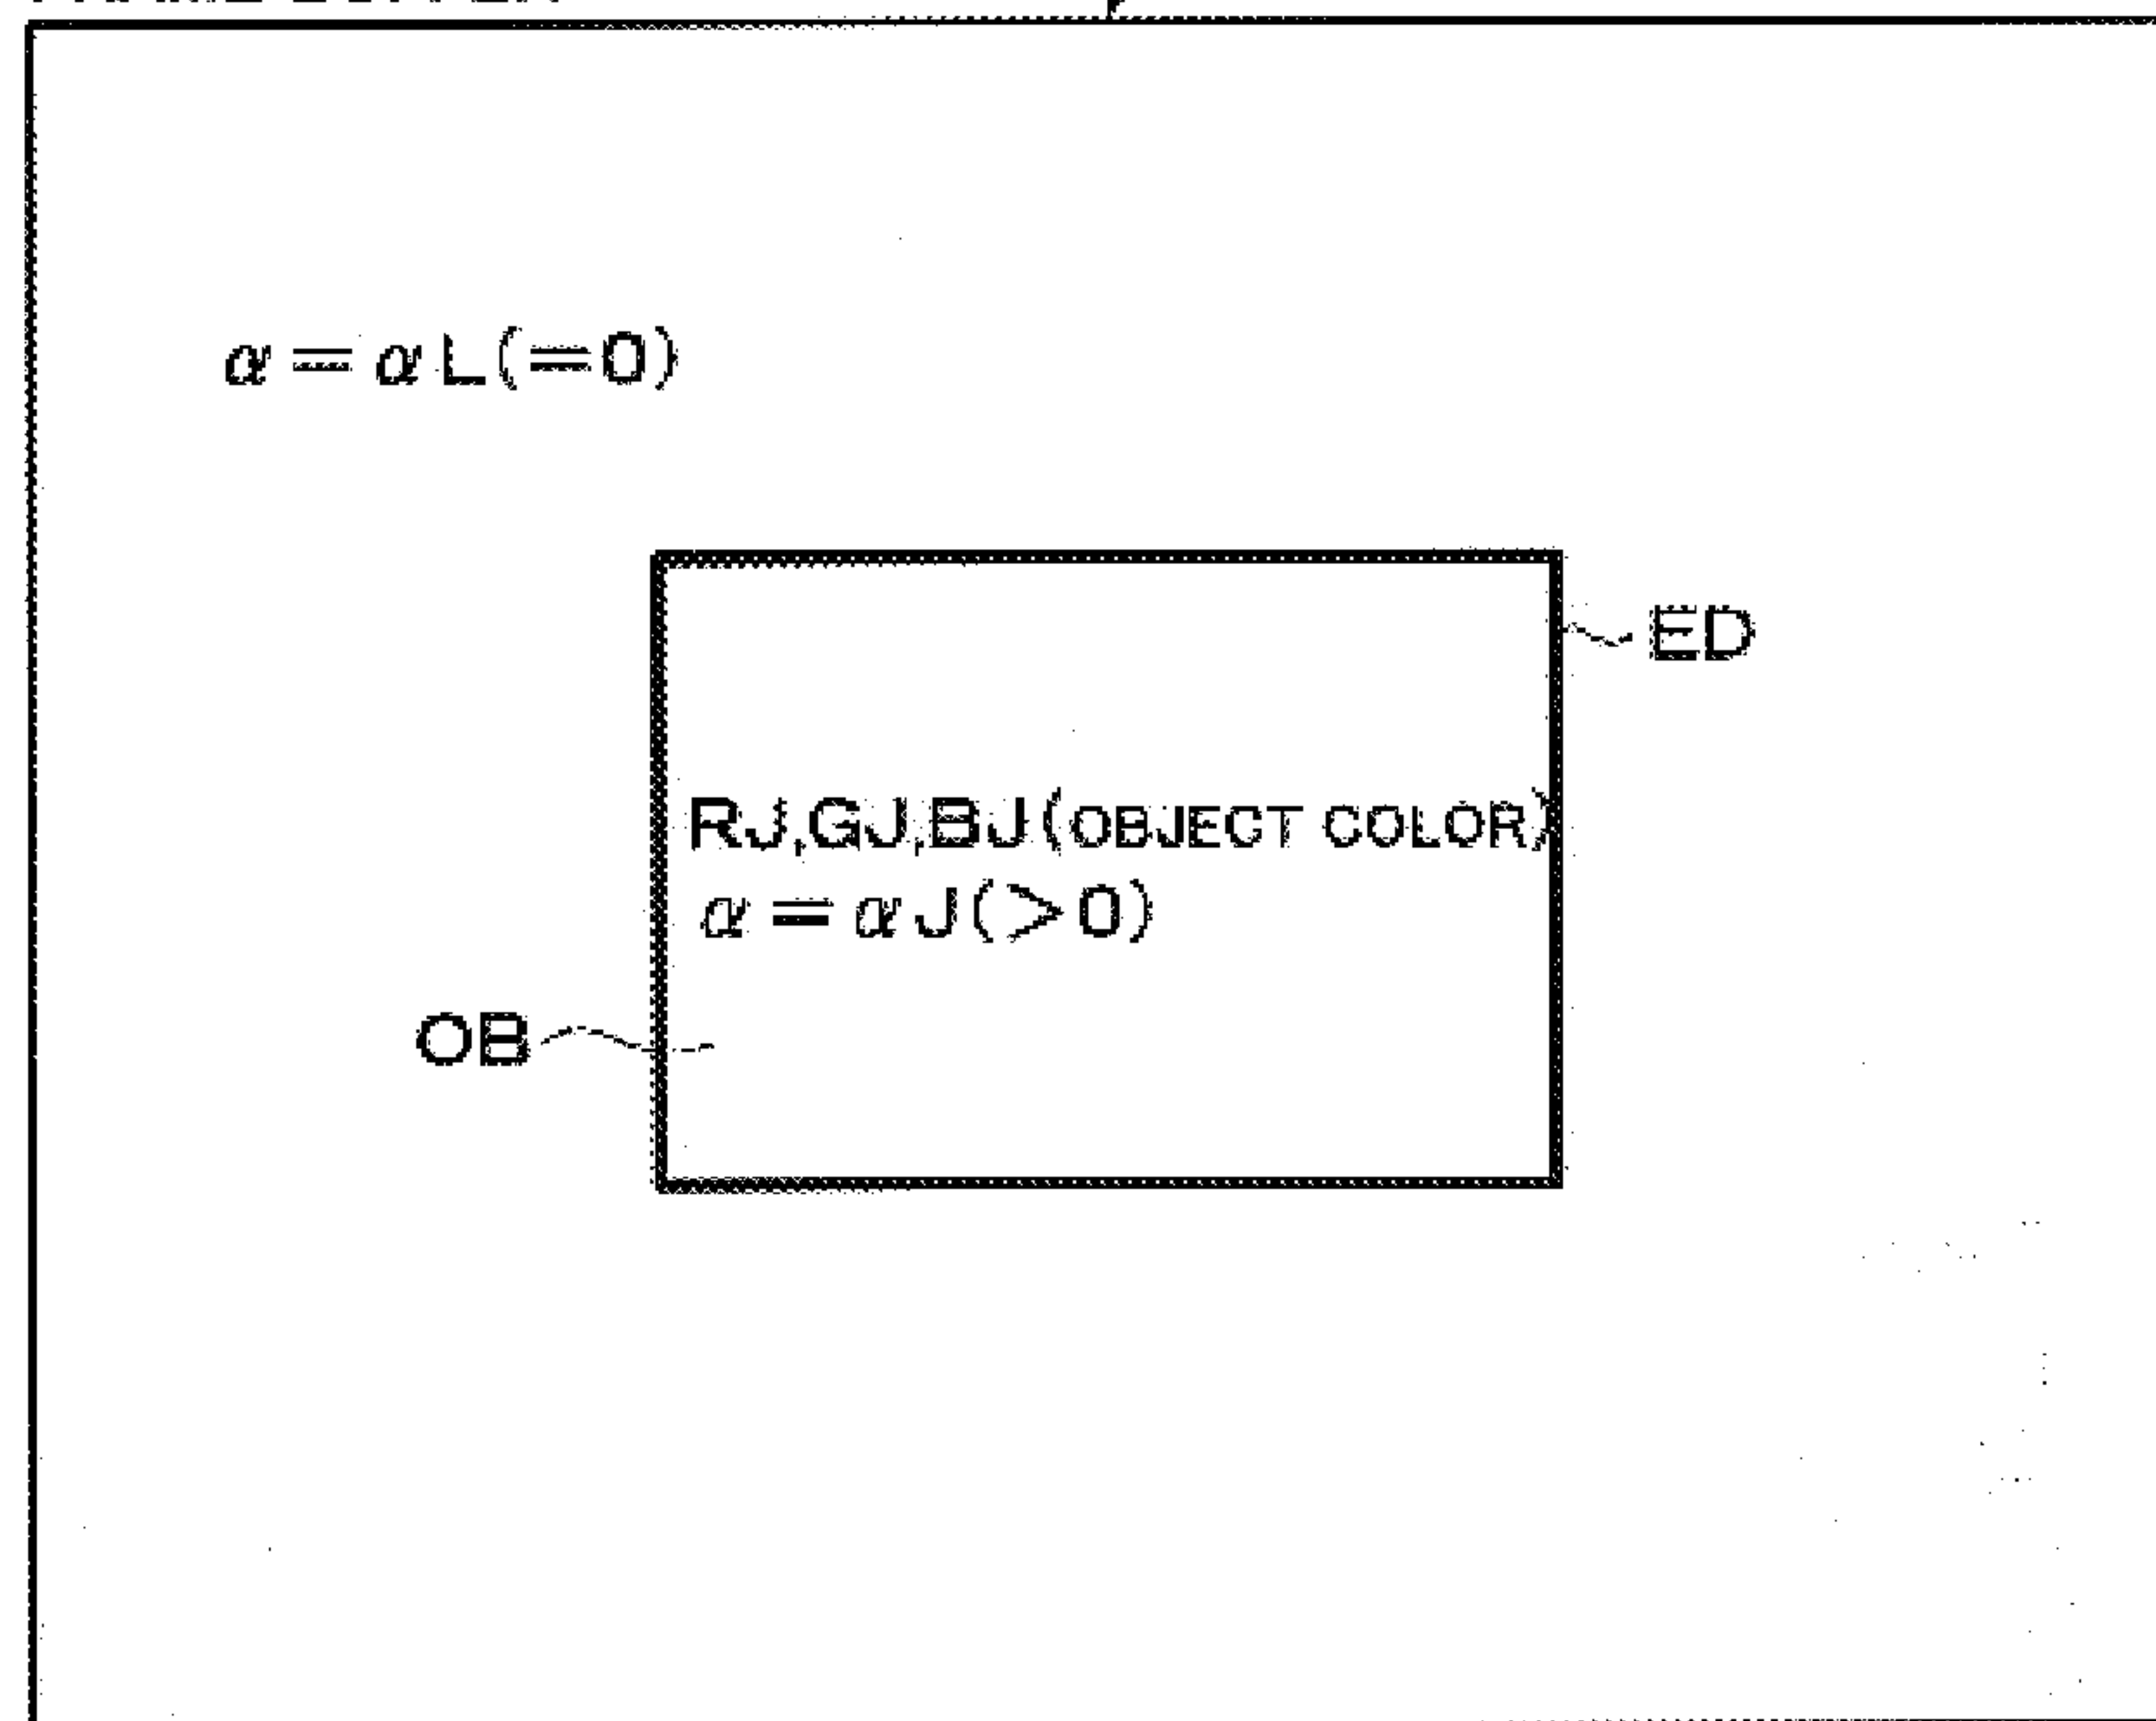 α=αL(=0)
ED
RJ,GJ,BJ(OBJECT COLOR)
α=αJ(>0)
OB